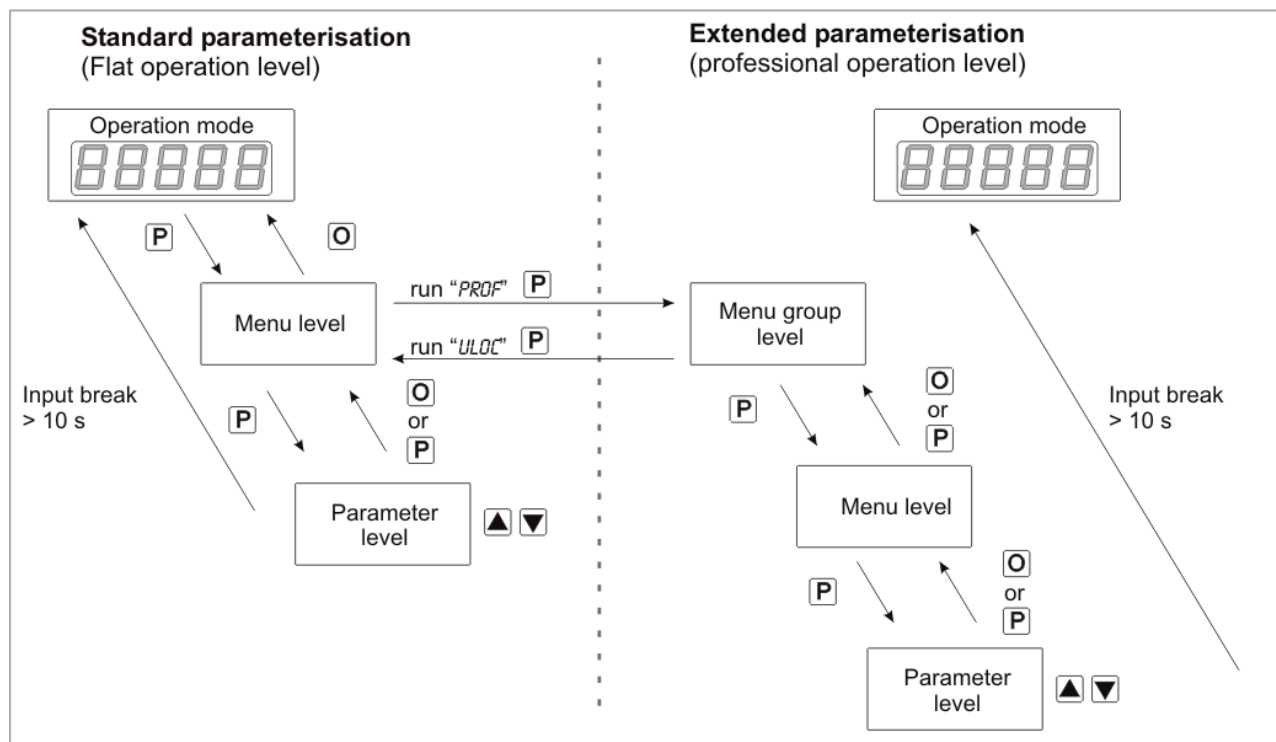 Standard parameterisation
(Flat operation level)
Operation mode
88888
P
O
Menu level
run “PROF” P
run “ULOC” P
Input break
> 10 s
P
O
or
P
Parameter
level
▲ ▼
Extended parameterisation
(professional operation level)
Operation mode
88888
Menu group
level
P
O
or
P
Input break
> 10 s
Menu level
P
O
or
P
Parameter
level
▲ ▼